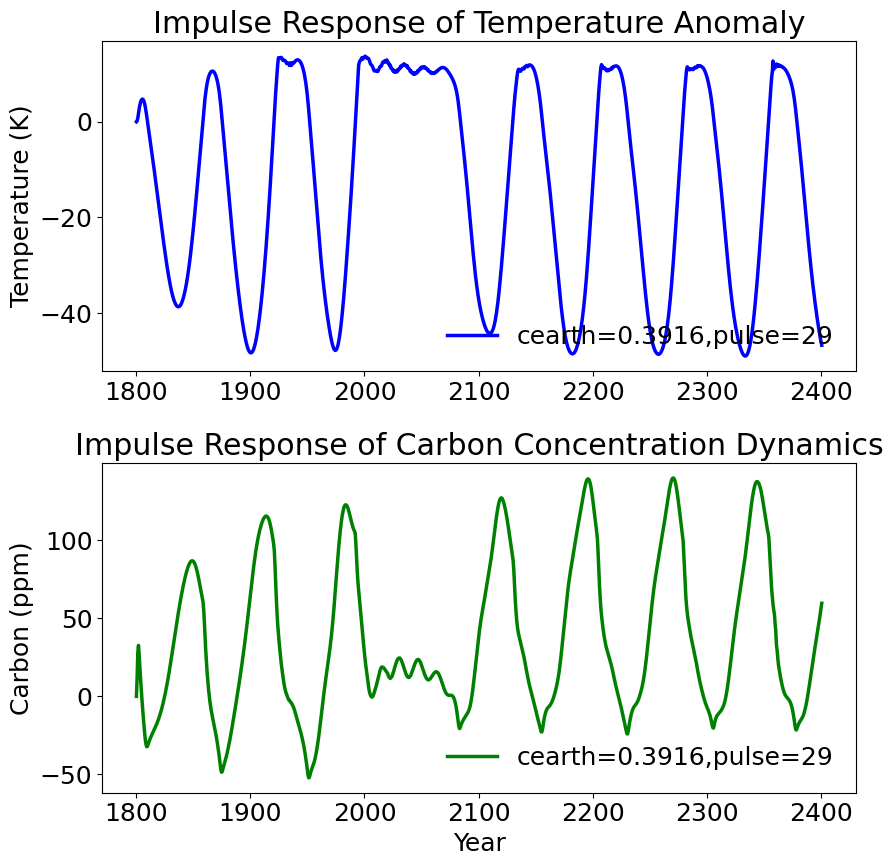 Impulse Response of Temperature Anomaly
Temperature (K)
0
−20
−40
cearth=0.3916,pulse=29
1800 1900 2000 2100 2200 2300 2400
Impulse Response of Carbon Concentration Dynamics
Carbon (ppm)
100
50
0
−50
cearth=0.3916,pulse=29
1800 1900 2000 2100 2200 2300 2400
Year